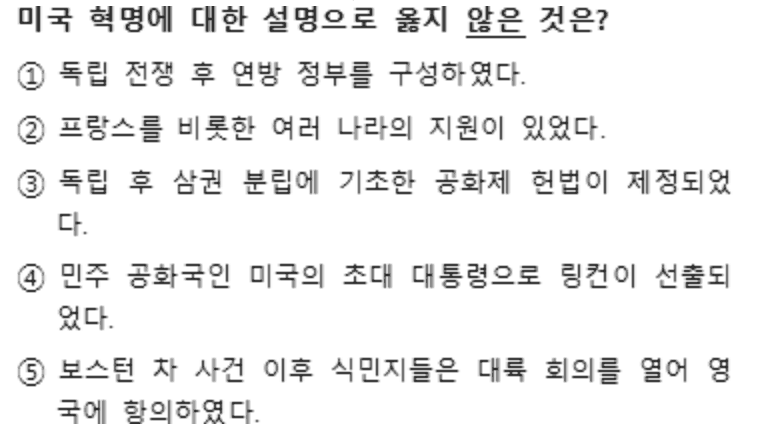 미국 혁명에 대한 설명으로 옳지 않은 것은?
① 독립 전쟁 후 연방 정부를 구성하였다.
② 프랑스를 비롯한 여러 나라의 지원이 있었다.
③ 독립 후 삼권 분립에 기초한 공화제 헌법이 제정되었
다.
④ 민주 공화국인 미국의 초대 대통령으로 링컨이 선출되
었다.
⑤ 보스턴 차 사건 이후 식민지들은 대륙 회의를 열어 영
국에 항의하였다.